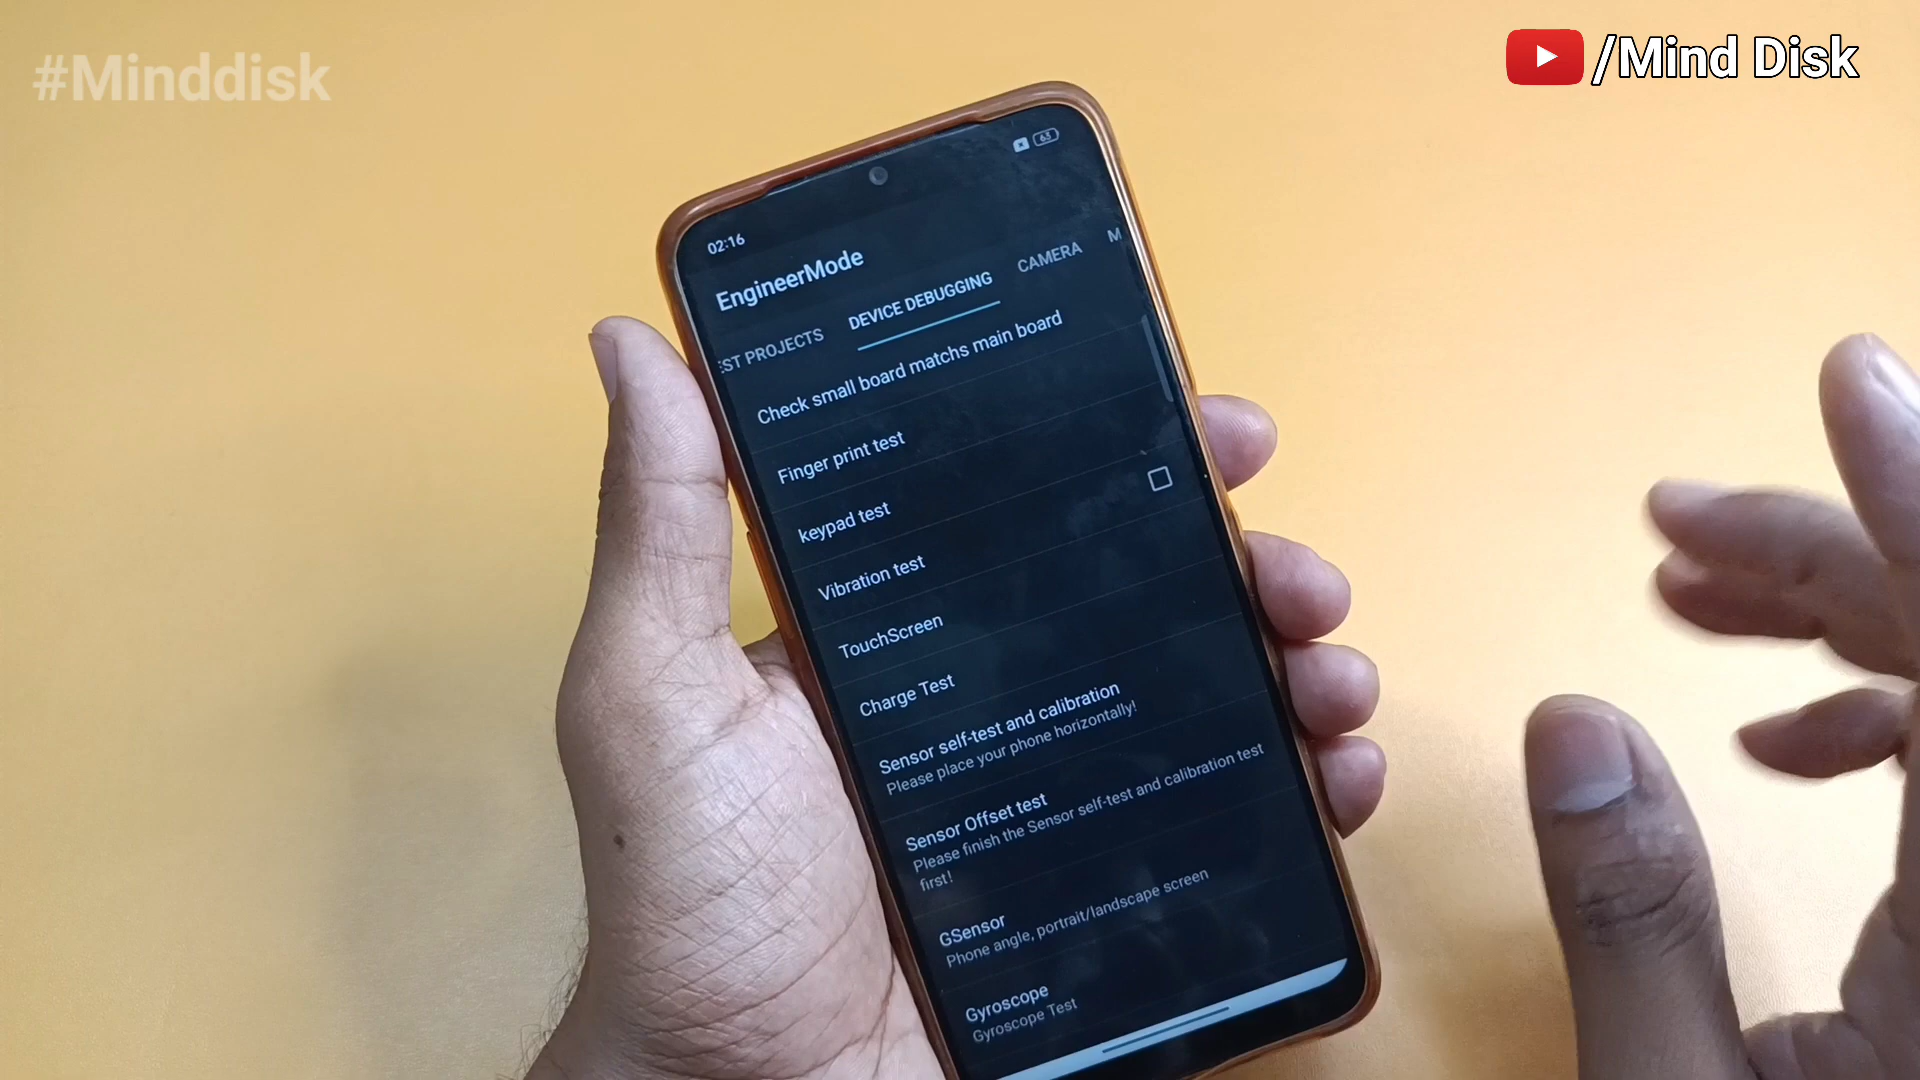 #Minddisk
/Mind Disk
63
02:16
EngineerMode
EST PROJECTS DEVICE DEBUGGING CAMERA M
Check small board matchs main board
Finger print test
keypad test
Vibration test
TouchScreen
Charge Test
Sensor self-test and calibration
Please place your phone horizontally!
Sensor Offset test
Please finish the Sensor self-test and calibration test
first!
GSensor
Phone angle, portrait/landscape screen
Gyroscope
Gyroscope Test